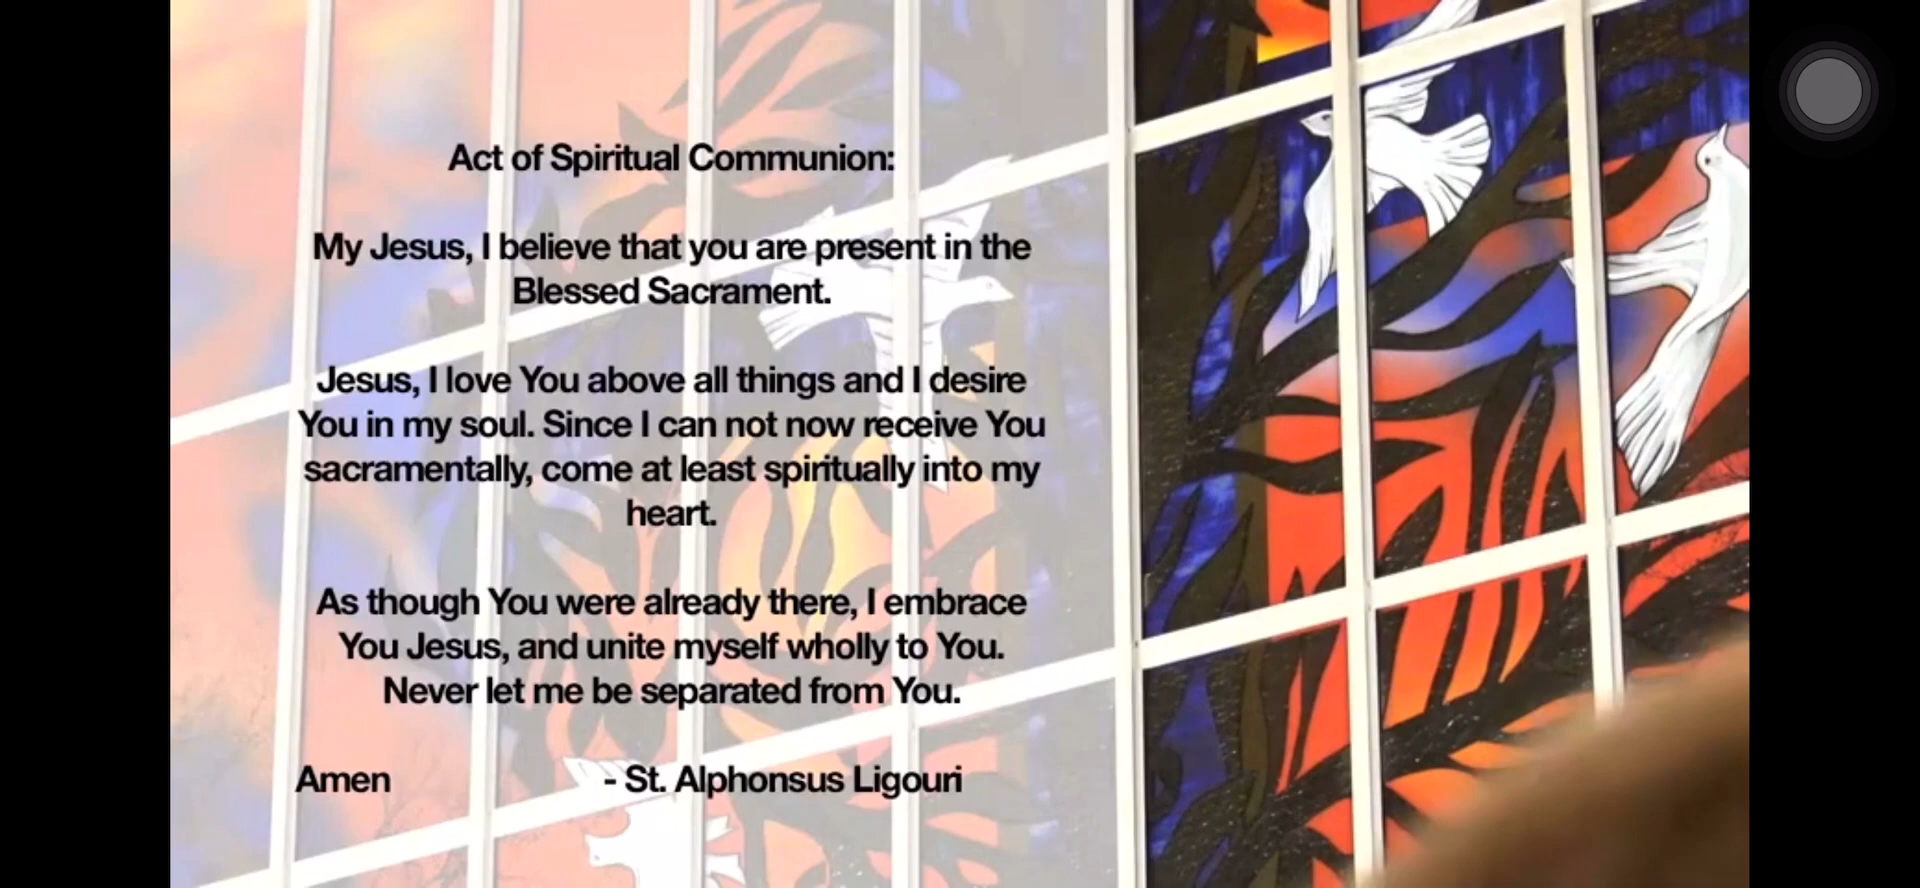 Act of Spiritual Communion:
My Jesus, I believe that you are present in the
Blessed Sacrament.
Jesus, I love You above all things and I desire
You in my soul. Since I can not now receive You
sacramentally, come at least spiritually into my
heart.
As though You were already there, I embrace
You Jesus, and unite myself wholly to You.
Never let me be separated from You.
Amen - St. Alphonsus Ligouri